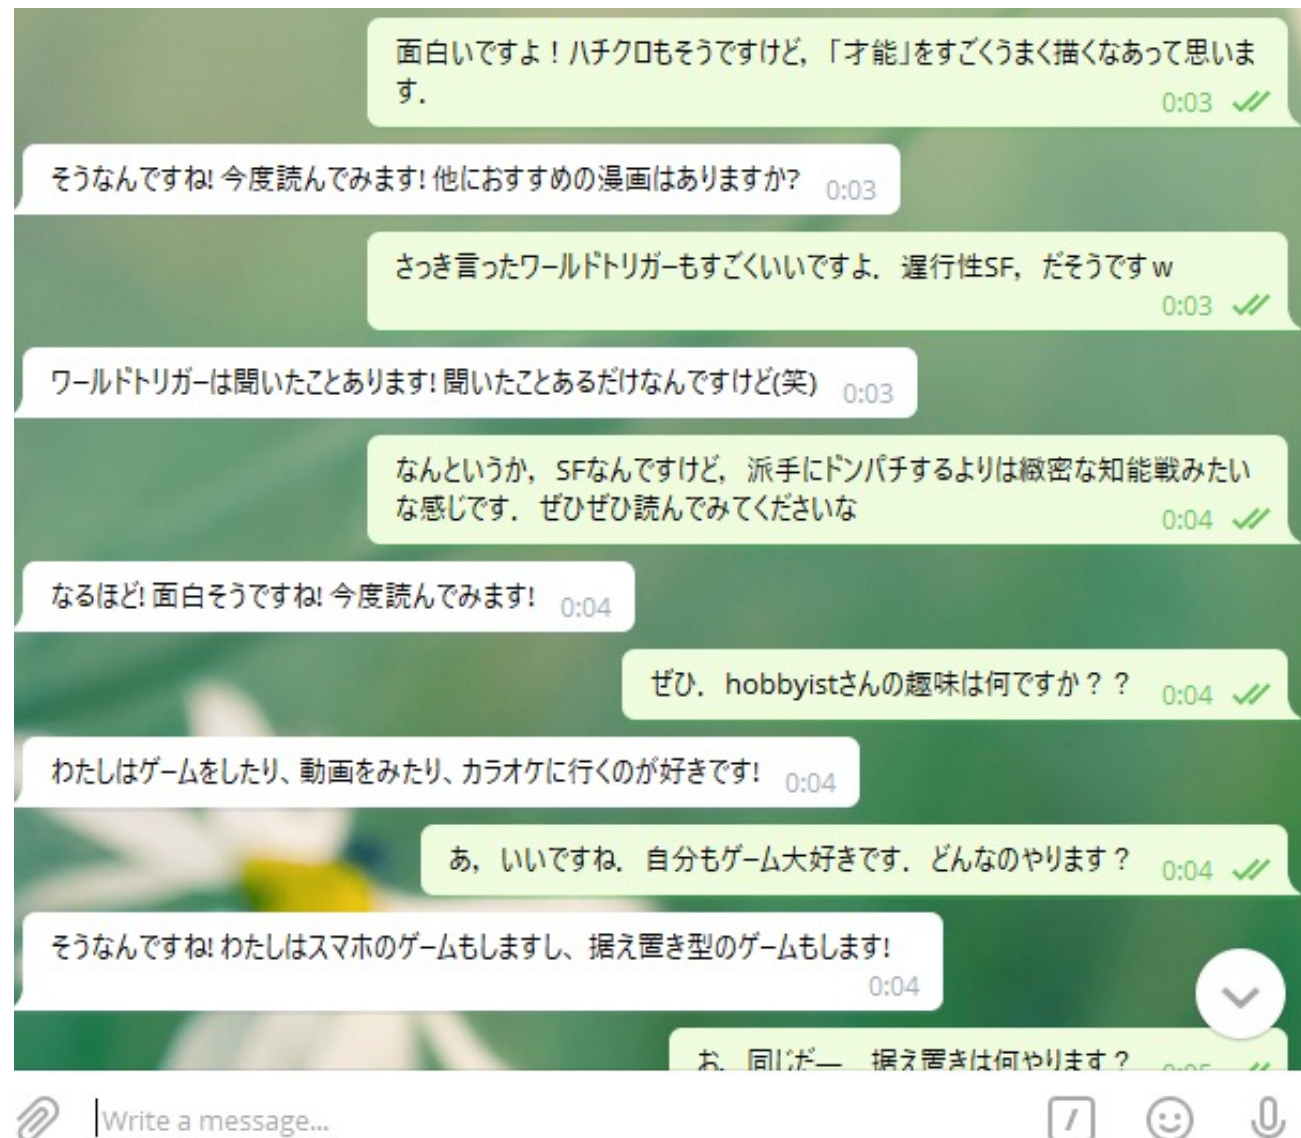 面白いですよ！ハチクロもそうですけど，「才能」をすごくうまく描くなあって思いま
す．
0:03
そうなんですね! 今度読んでみます! 他におすすめの漫画はありますか?
0:03
さっき言ったワールドトリガーもすごくいいですよ． 遅行性SF，だそうですｗ
0:03
ワールドトリガーは聞いたことあります! 聞いたことあるだけなんですけど(笑)
0:03
なんというか，SFなんですけど，派手にドンパチするよりは緻密な知能戦みたい
な感じです．ぜひぜひ読んでみてくださいな
0:04
なるほど! 面白そうですね! 今度読んでみます!
0:04
ぜひ．hobbyistさんの趣味は何ですか？？
0:04
わたしはゲームをしたり、動画をみたり、カラオケに行くのが好きです!
0:04
あ，いいですね．自分もゲーム大好きです．どんなのやります？
0:04
そうなんですね! わたしはスマホのゲームもしますし、据え置き型のゲームもします!
0:04
お，同じだー 据え置きは何やります？
Write a message...